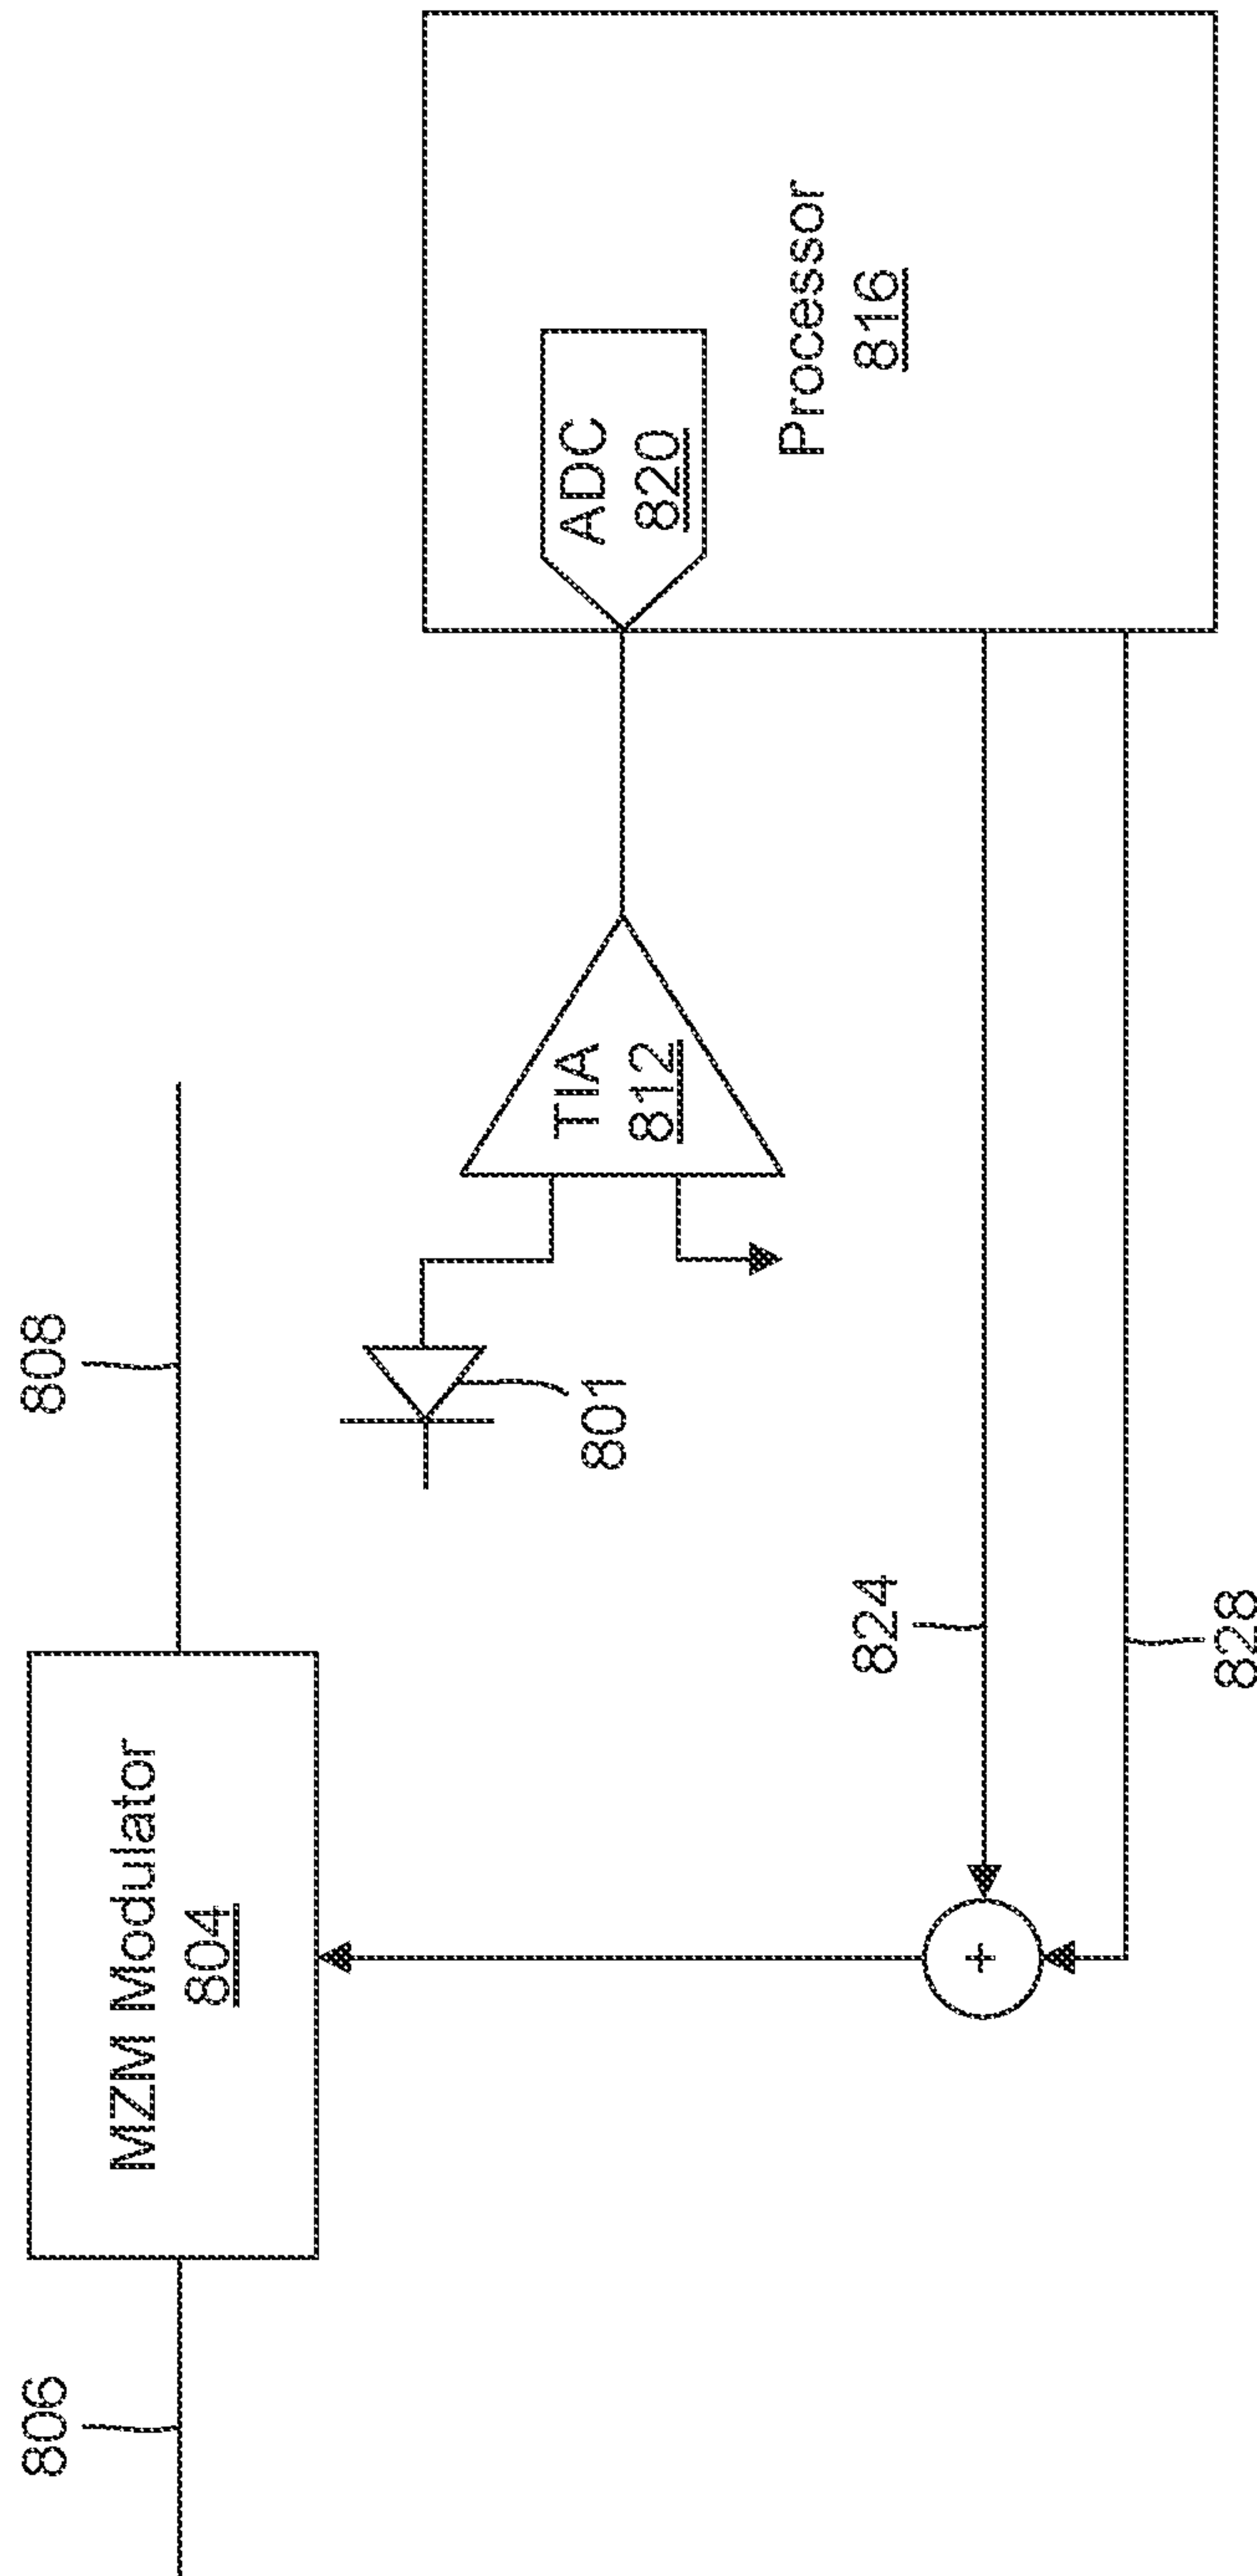 806
MZM Modulator
804
808
801
TIA
812
ADC
820
Processor
816
824
+
828